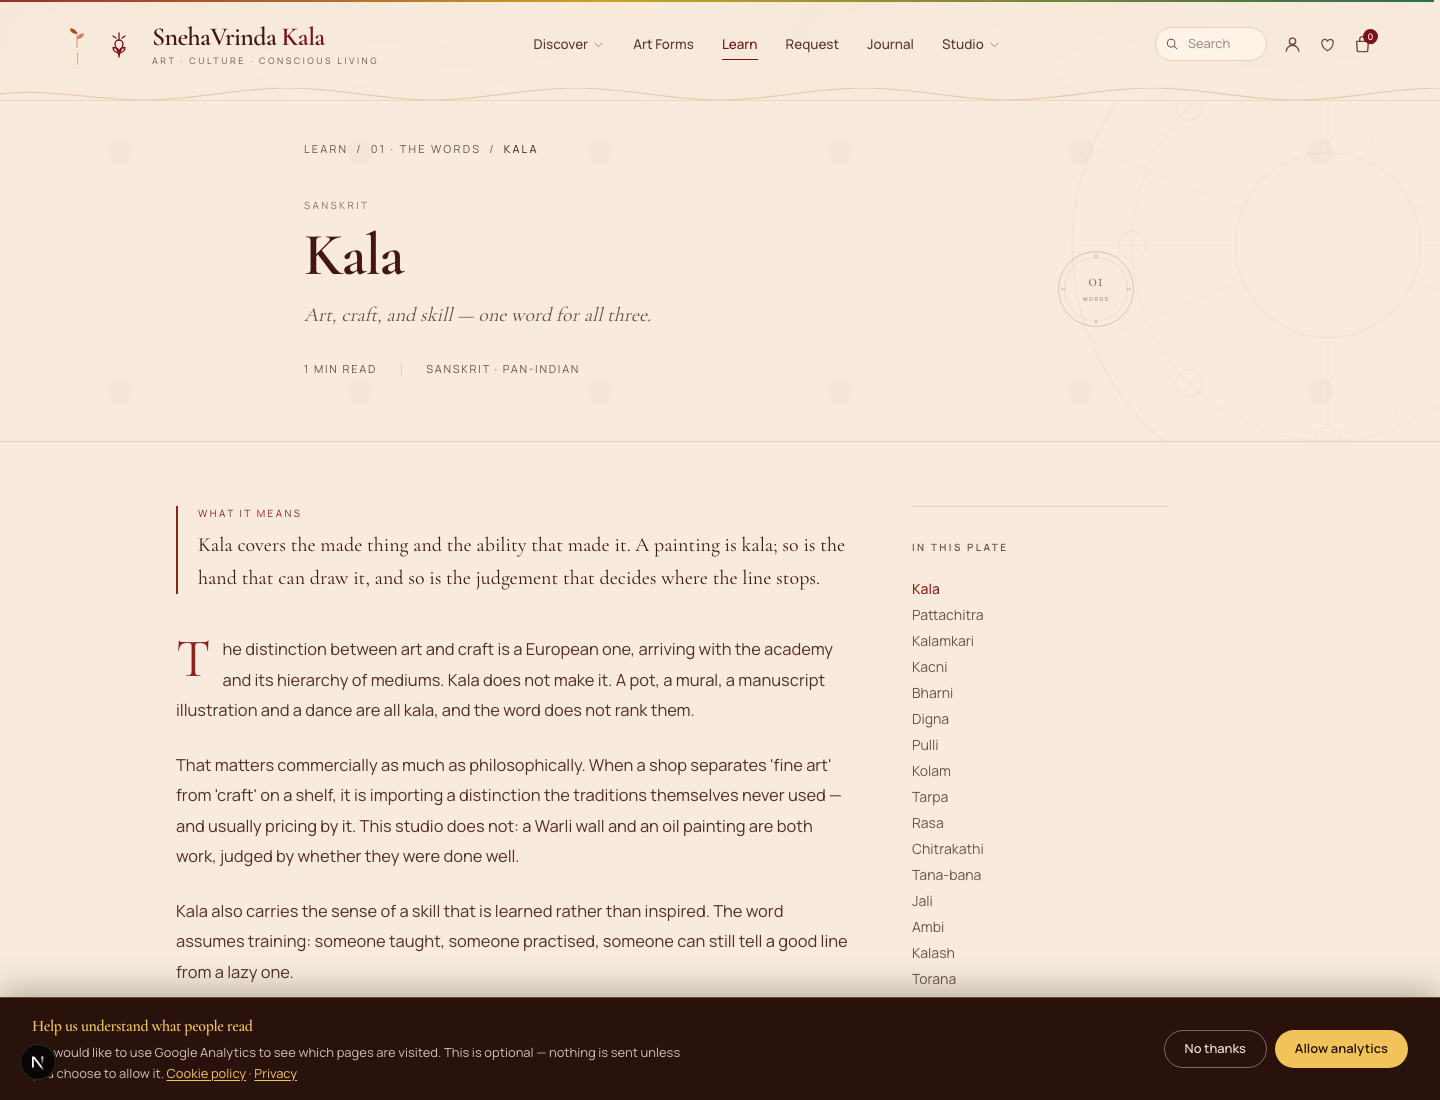 SnehaVrinda Kala
ART · CULTURE · CONSCIOUS LIVING
Discover
Art Forms
Learn
Request
Journal
Studio
Search
0
LEARN / 01 · THE WORDS / KALA
SANSKRIT
Kala
Art, craft, and skill — one word for all three.
1 MIN READ
SANSKRIT · PAN-INDIAN
01
WORDS
WHAT IT MEANS
Kala covers the made thing and the ability that made it. A painting is kala; so is the
hand that can draw it, and so is the judgement that decides where the line stops.
The distinction between art and craft is a European one, arriving with the academy
and its hierarchy of mediums. Kala does not make it. A pot, a mural, a manuscript
illustration and a dance are all kala, and the word does not rank them.
That matters commercially as much as philosophically. When a shop separates 'fine art'
from 'craft' on a shelf, it is importing a distinction the traditions themselves never used —
and usually pricing by it. This studio does not: a Warli wall and an oil painting are both
work, judged by whether they were done well.
Kala also carries the sense of a skill that is learned rather than inspired. The word
assumes training: someone taught, someone practised, someone can still tell a good line
from a lazy one.
IN THIS PLATE
Kala
Pattachitra
Kalamkari
Kacni
Bharni
Digna
Pulli
Kolam
Tarpa
Rasa
Chitrakathi
Tana-bana
Jali
Ambi
Kalash
Torana
Help us understand what people read
would like to use Google Analytics to see which pages are visited. This is optional — nothing is sent unless
choose to allow it. Cookie policy · Privacy
No thanks
Allow analytics
N